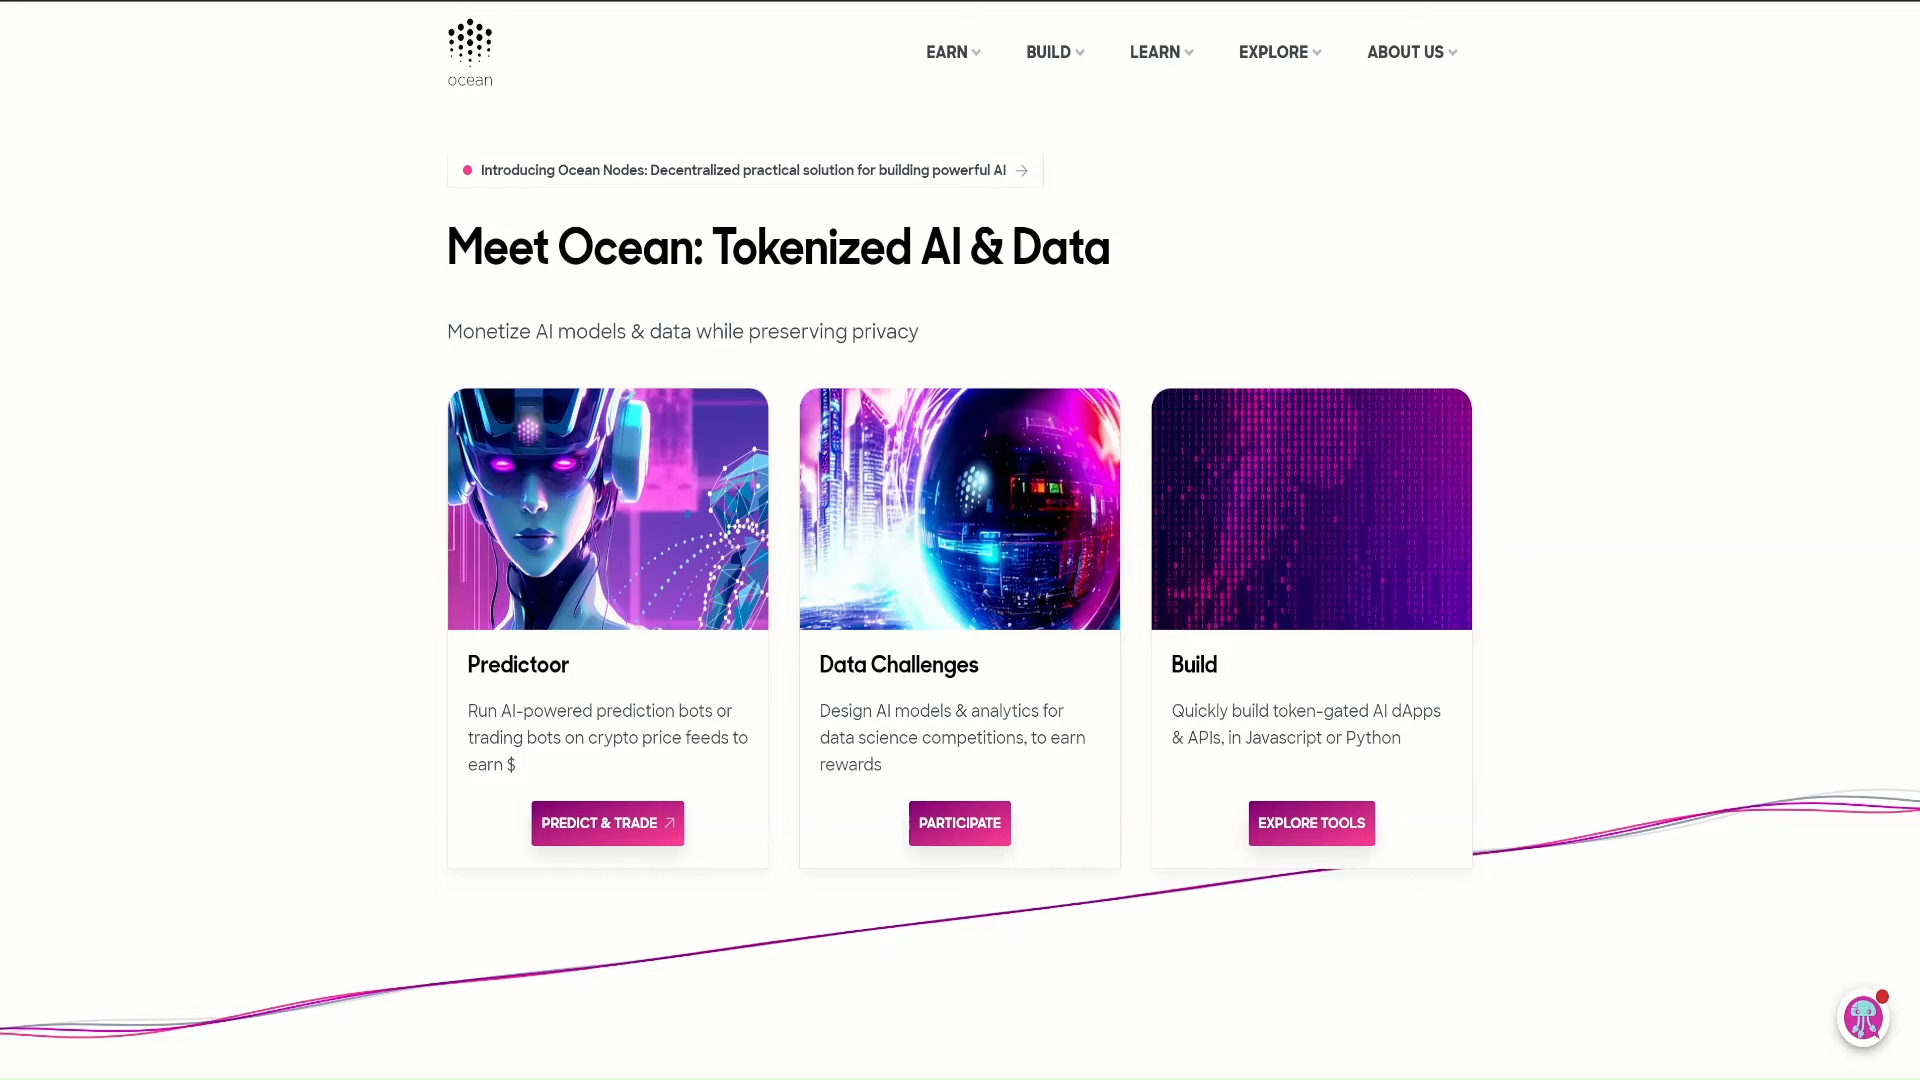 ocean
EARN
BUILD
LEARN
EXPLORE
ABOUT US
Introducing Ocean Nodes: Decentralized practical solution for building powerful AI →
Meet Ocean: Tokenized AI & Data
Monetize AI models & data while preserving privacy
Predictoor
Run AI-powered prediction bots or
trading bots on crypto price feeds to
earn $
PREDICT & TRADE
Data Challenges
Design AI models & analytics for
data science competitions, to earn
rewards
PARTICIPATE
Build
Quickly build token-gated AI dApps
& APIs, in Javascript or Python
EXPLORE TOOLS